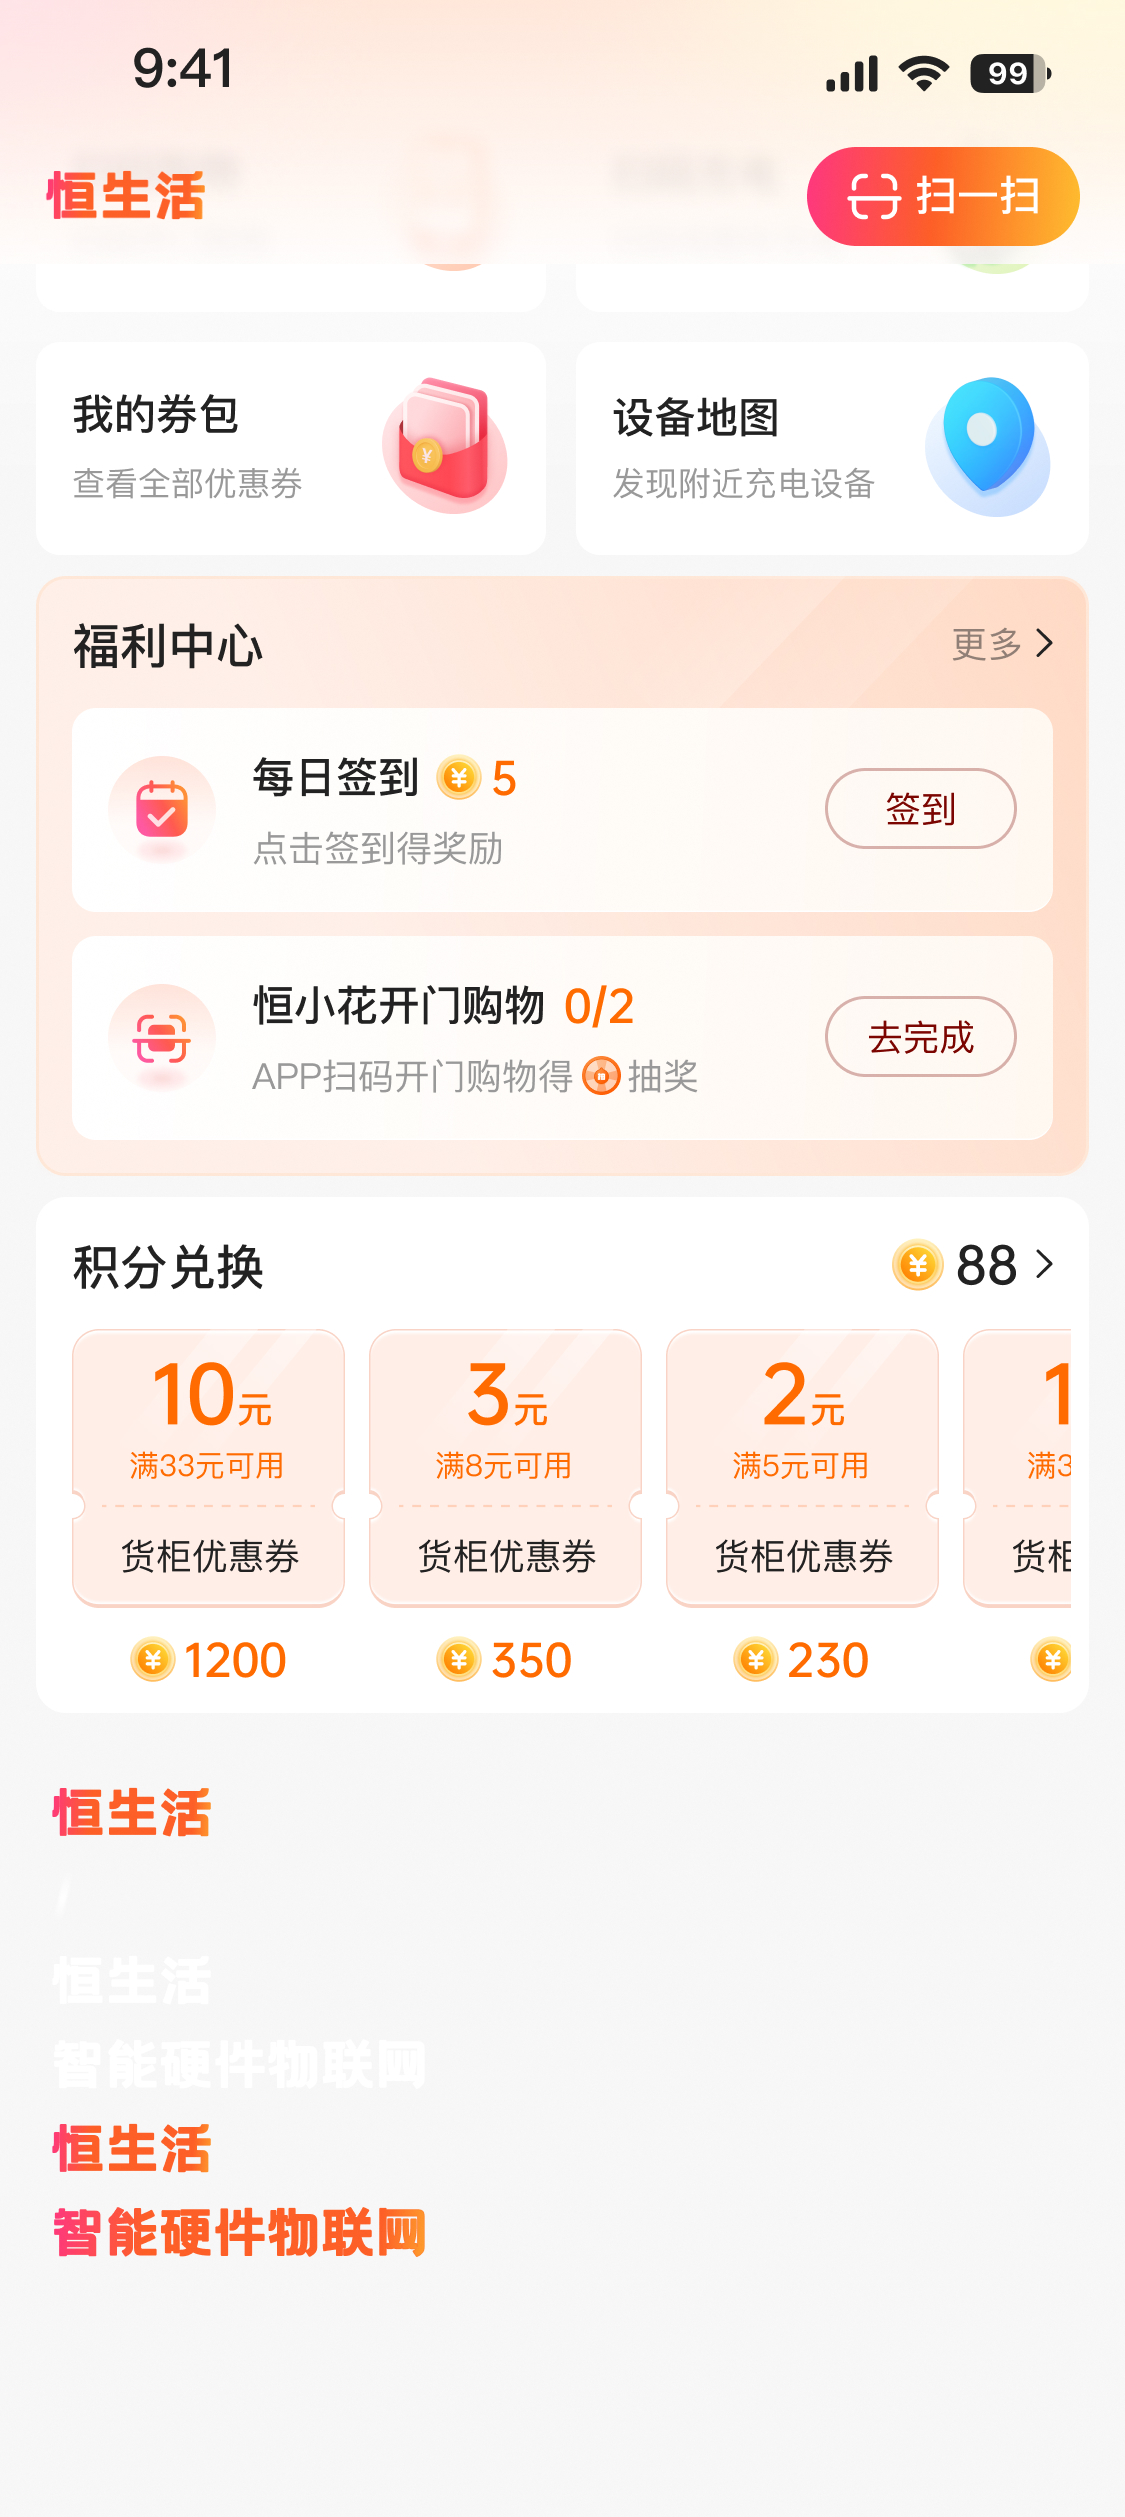 9:41
99
恒生活
扫一扫
我的券包
查看全部优惠券
设备地图
发现附近充电设备
福利中心
更多
每日签到 5
点击签到得奖励
签到
恒小花开门购物 0/2
APP扫码开门购物得 抽奖
去完成
积分兑换
88
10元
满33元可用
货柜优惠券
1200
3元
满8元可用
货柜优惠券
350
2元
满5元可用
货柜优惠券
230
1
满3
货柜
恒生活
恒生活
智能硬件物联网
恒生活
智能硬件物联网